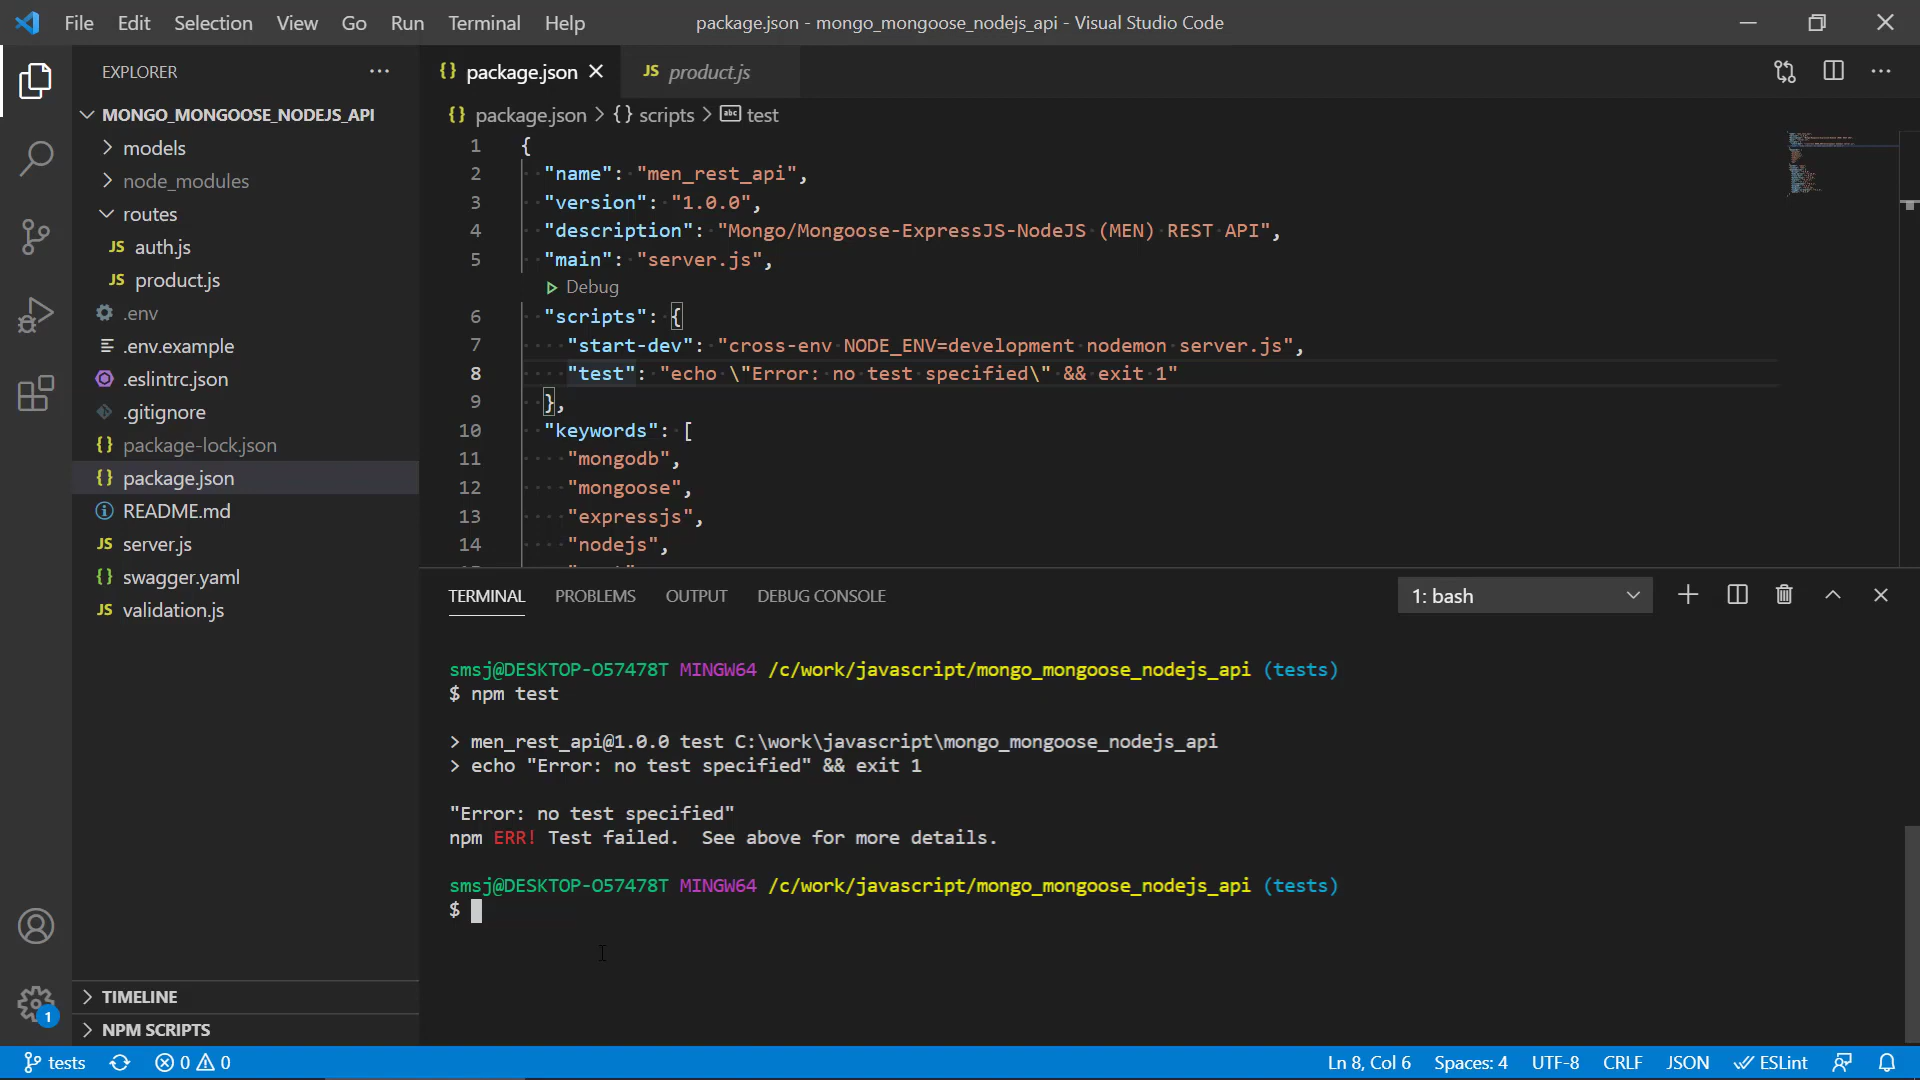 File Edit Selection View Go Run Terminal Help
package.json - mongo_mongoose_nodejs_api - Visual Studio Code
EXPLORER
MONGO_MONGOOSE_NODEJS_API
models
node_modules
routes
JS auth.js
JS product.js
.env
.env.example
.eslintrc.json
.gitignore
{} package-lock.json
{} package.json
README.md
JS server.js
{} swagger.yaml
JS validation.js
TIMELINE
NPM SCRIPTS
{} package.json
JS product.js
{} package.json > {} scripts > abc test
1 {
2 "name": "men_rest_api",
3 "version": "1.0.0",
4 "description": "Mongo/Mongoose-ExpressJS-NodeJS (MEN) REST API",
5 "main": "server.js",
Debug
6 "scripts": {
7 "start-dev": "cross-env NODE_ENV=development nodemon server.js",
8 "test": "echo \"Error: no test specified\" && exit 1"
9 },
10 "keywords": [
11 "mongodb",
12 "mongoose",
13 "expressjs",
14 "nodejs",
TERMINAL PROBLEMS OUTPUT DEBUG CONSOLE
1: bash
smsj@DESKTOP-O57478T MINGW64 /c/work/javascript/mongo_mongoose_nodejs_api (tests)
$ npm test
> men_rest_api@1.0.0 test C:\work\javascript\mongo_mongoose_nodejs_api
> echo "Error: no test specified" && exit 1
"Error: no test specified"
npm ERR! Test failed.  See above for more details.
smsj@DESKTOP-O57478T MINGW64 /c/work/javascript/mongo_mongoose_nodejs_api (tests)
$
1
tests
0 0
Ln 8, Col 6 Spaces: 4 UTF-8 CRLF JSON ESLint